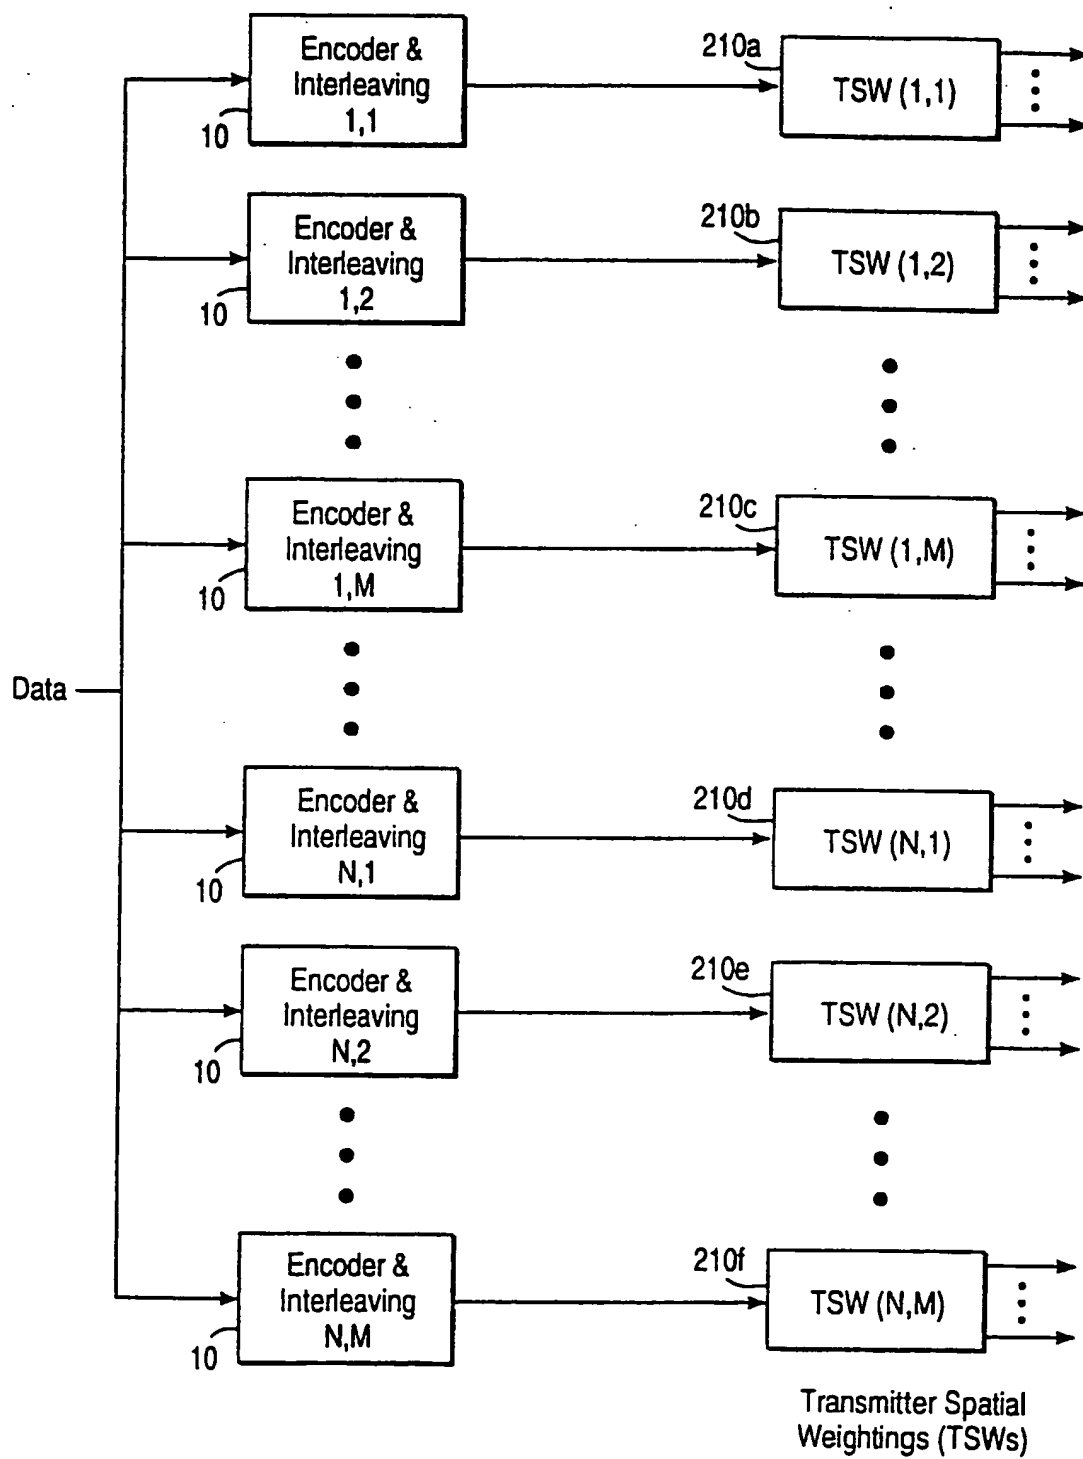 Encoder &
Interleaving
1,1
10
210a
TSW (1,1)
Encoder &
Interleaving
1,2
10
210b
TSW (1,2)
Encoder &
Interleaving
1,M
10
210c
TSW (1,M)
Data
Encoder &
Interleaving
N,1
10
210d
TSW (N,1)
Encoder &
Interleaving
N,2
10
210e
TSW (N,2)
Encoder &
Interleaving
N,M
10
210f
TSW (N,M)
Transmitter Spatial
Weightings (TSWs)